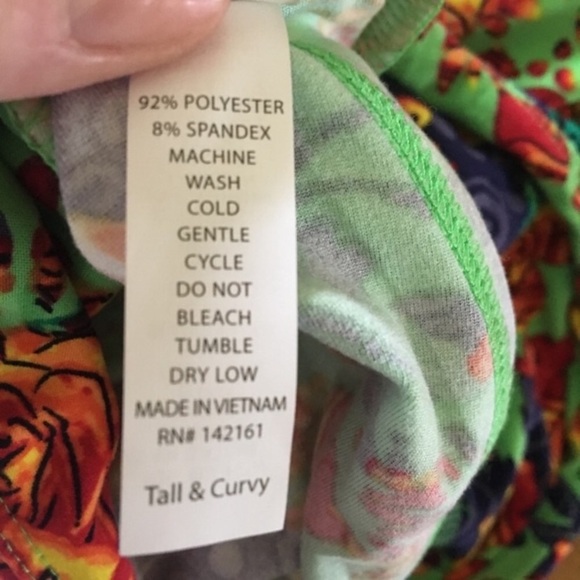 92% POLYESTER
8% SPANDEX
MACHINE
WASH
COLD
GENTLE
CYCLE
DO NOT
BLEACH
TUMBLE
DRY LOW
MADE IN VIETNAM
RN# 142161
Tall & Curvy